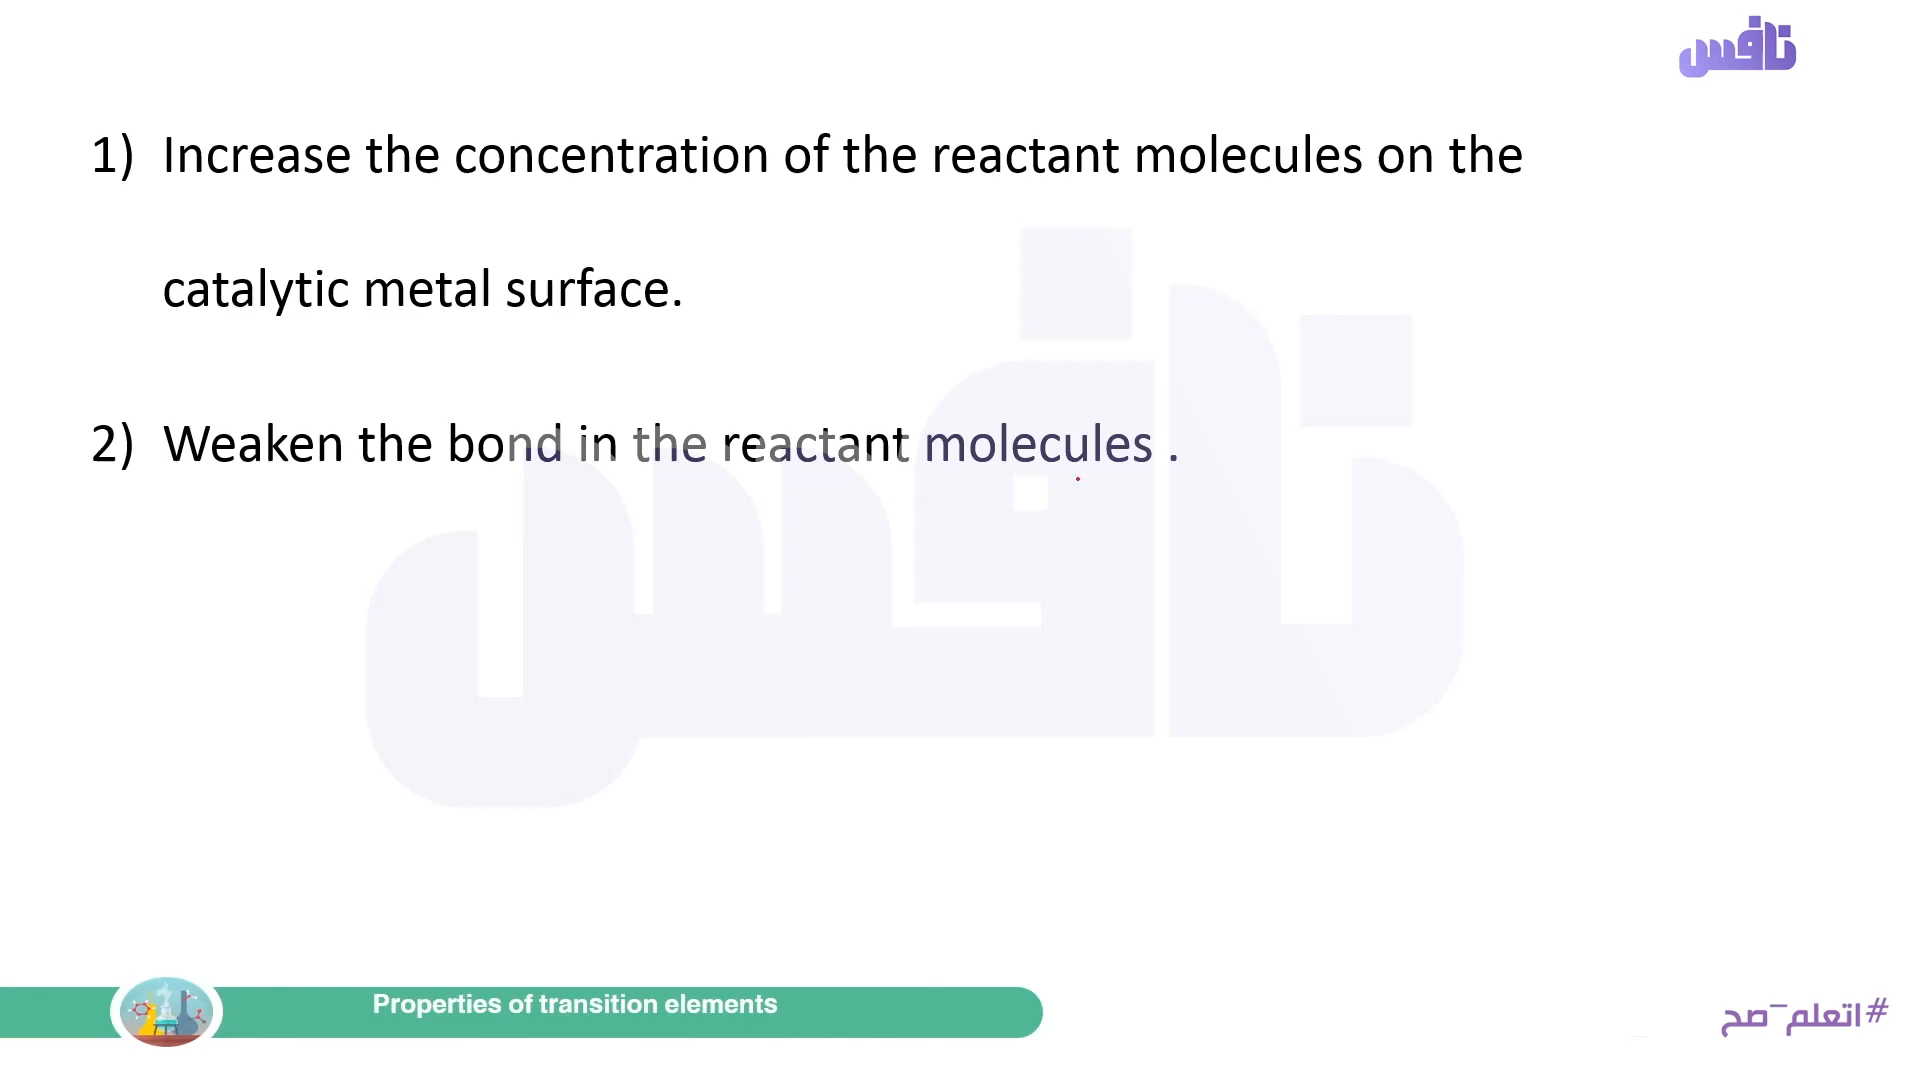 نافس
1) Increase the concentration of the reactant molecules on the
catalytic metal surface.
2) Weaken the bond in the reactant molecules .
نافس
Properties of transition elements
#اتعلم_صح